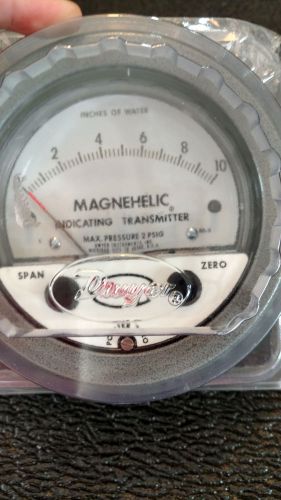 INCHES OF WATER
0 2 4 6 8 10
MAGNEHELIC®
INDICATING TRANSMITTER
MAX. PRESSURE 2 PSIG
DWYER INSTRUMENTS, INC.
SPAN
ZERO
Dwyer®